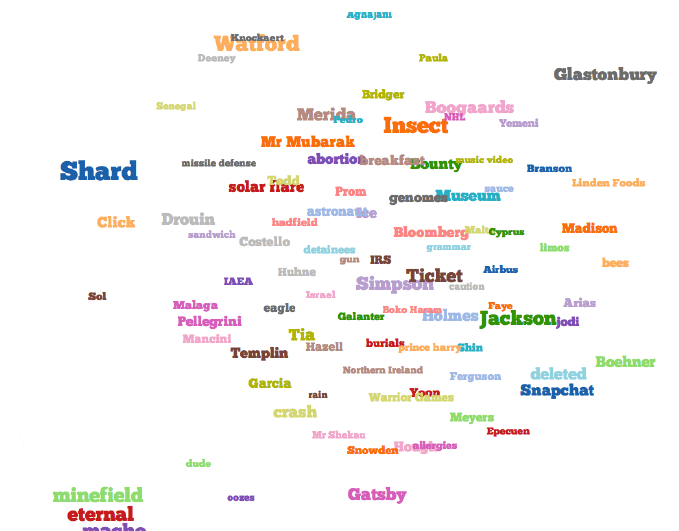 Agnajani
Knockaert
Watford
Deeney
Paula
Glastonbury
Bridger
Senegal
Boogaards
Merida
Pedro
NRL
Insect
Yemeni
Mr Mubarak
abortion
breakfast
Bounty
music video
missile defense
Branson
Shard
Todd
solar flare
Linden Foods
Prom
sauce
genomes
Museum
astronauts
Ice
Click
Drouin
hadfield
Bloomberg
Malta
Cyprus
Madison
sandwich
Costello
detainees
grammar
limos
gun
IRS
bees
Huhne
Ticket
Airbus
IAEA
Simpson
caution
Sol
Israel
Malaga
eagle
Boko Haram
Faye
Arias
Galanter
Holmes
Jackson
jodi
Pellegrini
Tia
Mancini
Hazell
burials
prince harry
Shin
Templin
Boehner
Northern Ireland
deleted
Garcia
Ferguson
Snapchat
rain
Yoon
Warrior Games
crash
Meyers
Mr Shekau
Epecuen
allergies
Snowden
dude
minefield
oozes
Gatsby
eternal